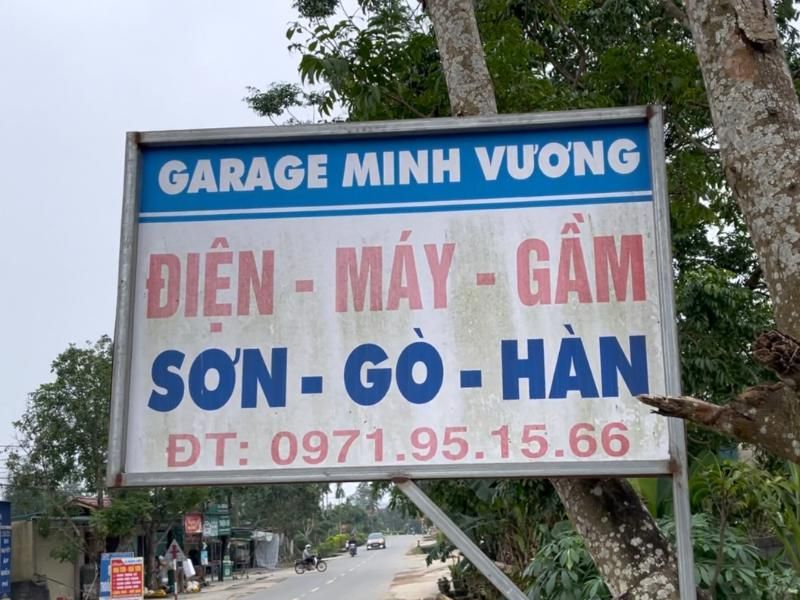 GARAGE MINH VƯƠNG
ĐIỆN - MÁY - GẦM
SƠN - GÒ - HÀN
ĐT: 0971.95.15.66